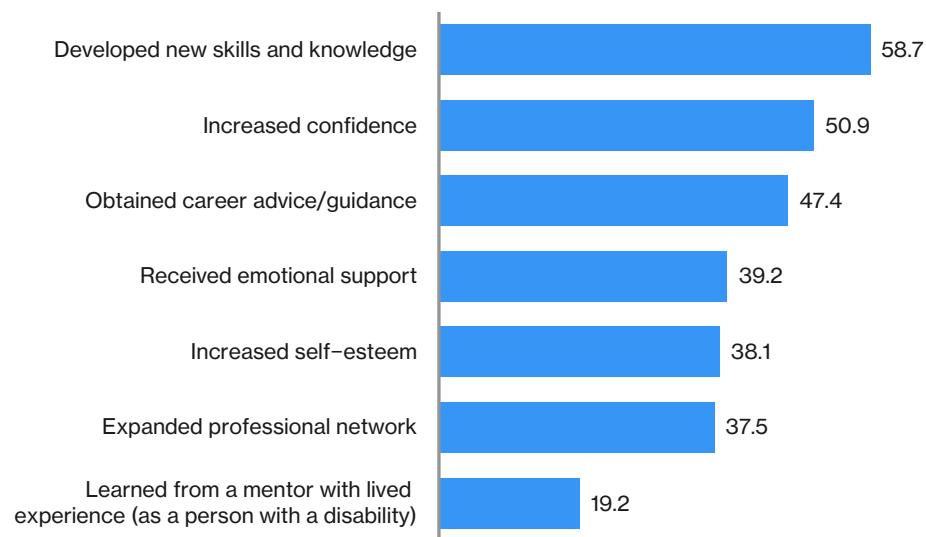 Developed new skills and knowledge 58.7
Increased confidence 50.9
Obtained career advice/guidance 47.4
Received emotional support 39.2
Increased self-esteem 38.1
Expanded professional network 37.5
Learned from a mentor with lived
experience (as a person with a disability) 19.2